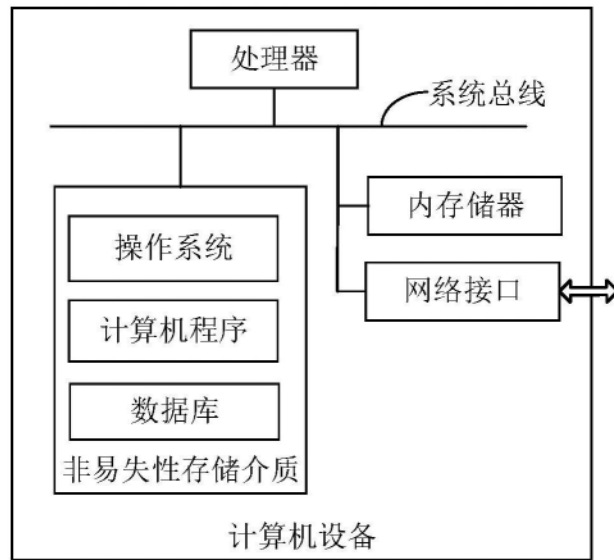 处理器
系统总线
内存储器
操作系统
网络接口
计算机程序
数据库
非易失性存储介质
计算机设备